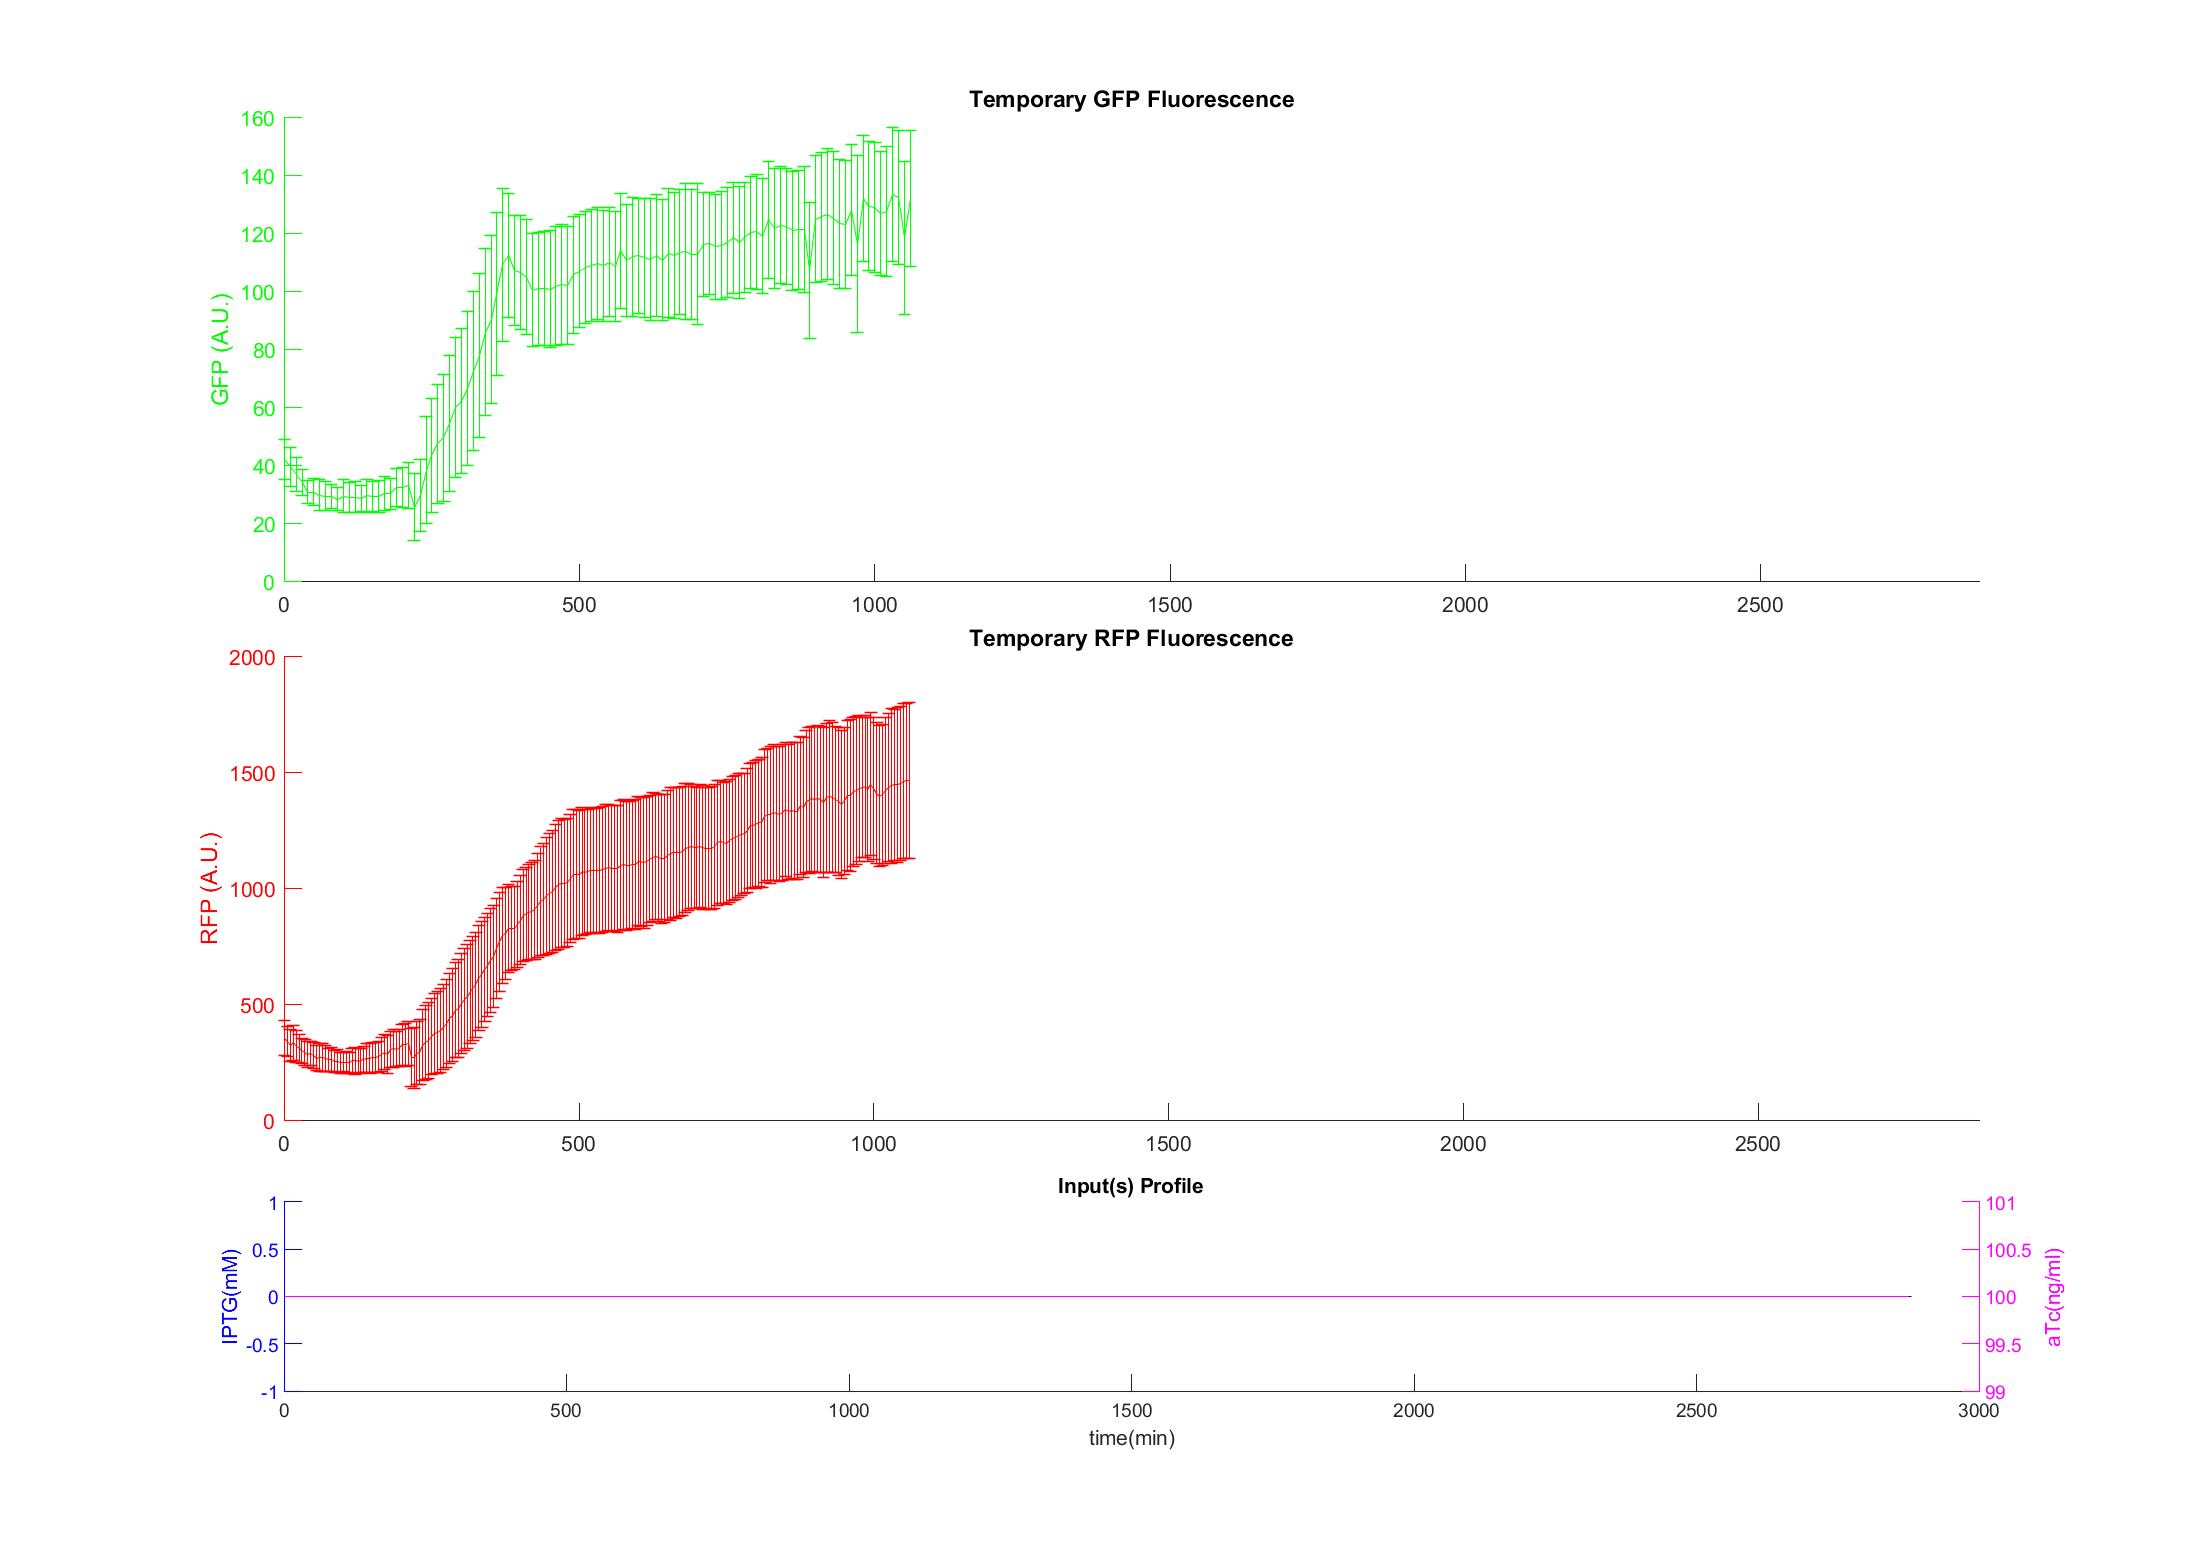 Temporary GFP Fluorescence
160
140
120
100
80
60
40
20
0
GFP (A.U.)
0 500 1000 1500 2000 2500
Temporary RFP Fluorescence
2000
1500
1000
500
0
RFP (A.U.)
0 500 1000 1500 2000 2500
Input(s) Profile
1
0.5
0
-0.5
-1
IPTG(mM)
101
100.5
100
99.5
99
aTc(ng/ml)
0 500 1000 1500 2000 2500 3000
time(min)